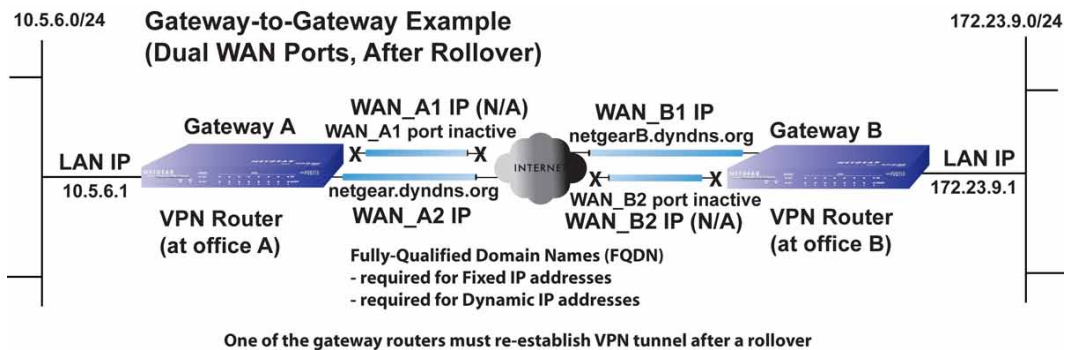 10.5.6.0/24
Gateway-to-Gateway Example
(Dual WAN Ports, After Rollover)
172.23.9.0/24
Gateway A
WAN_A1 IP (N/A)
WAN_A1 port inactive
X X
WAN_B1 IP
netgearB.dyndns.org
Gateway B
LAN IP
10.5.6.1
NETGEAR
netgear.dyndns.org
WAN_A2 IP
INTERNET
X X
WAN_B2 port inactive
WAN_B2 IP (N/A)
NETGEAR
LAN IP
172.23.9.1
VPN Router
(at office A)
VPN Router
(at office B)
Fully-Qualified Domain Names (FQDN)
- required for Fixed IP addresses
- required for Dynamic IP addresses
One of the gateway routers must re-establish VPN tunnel after a rollover